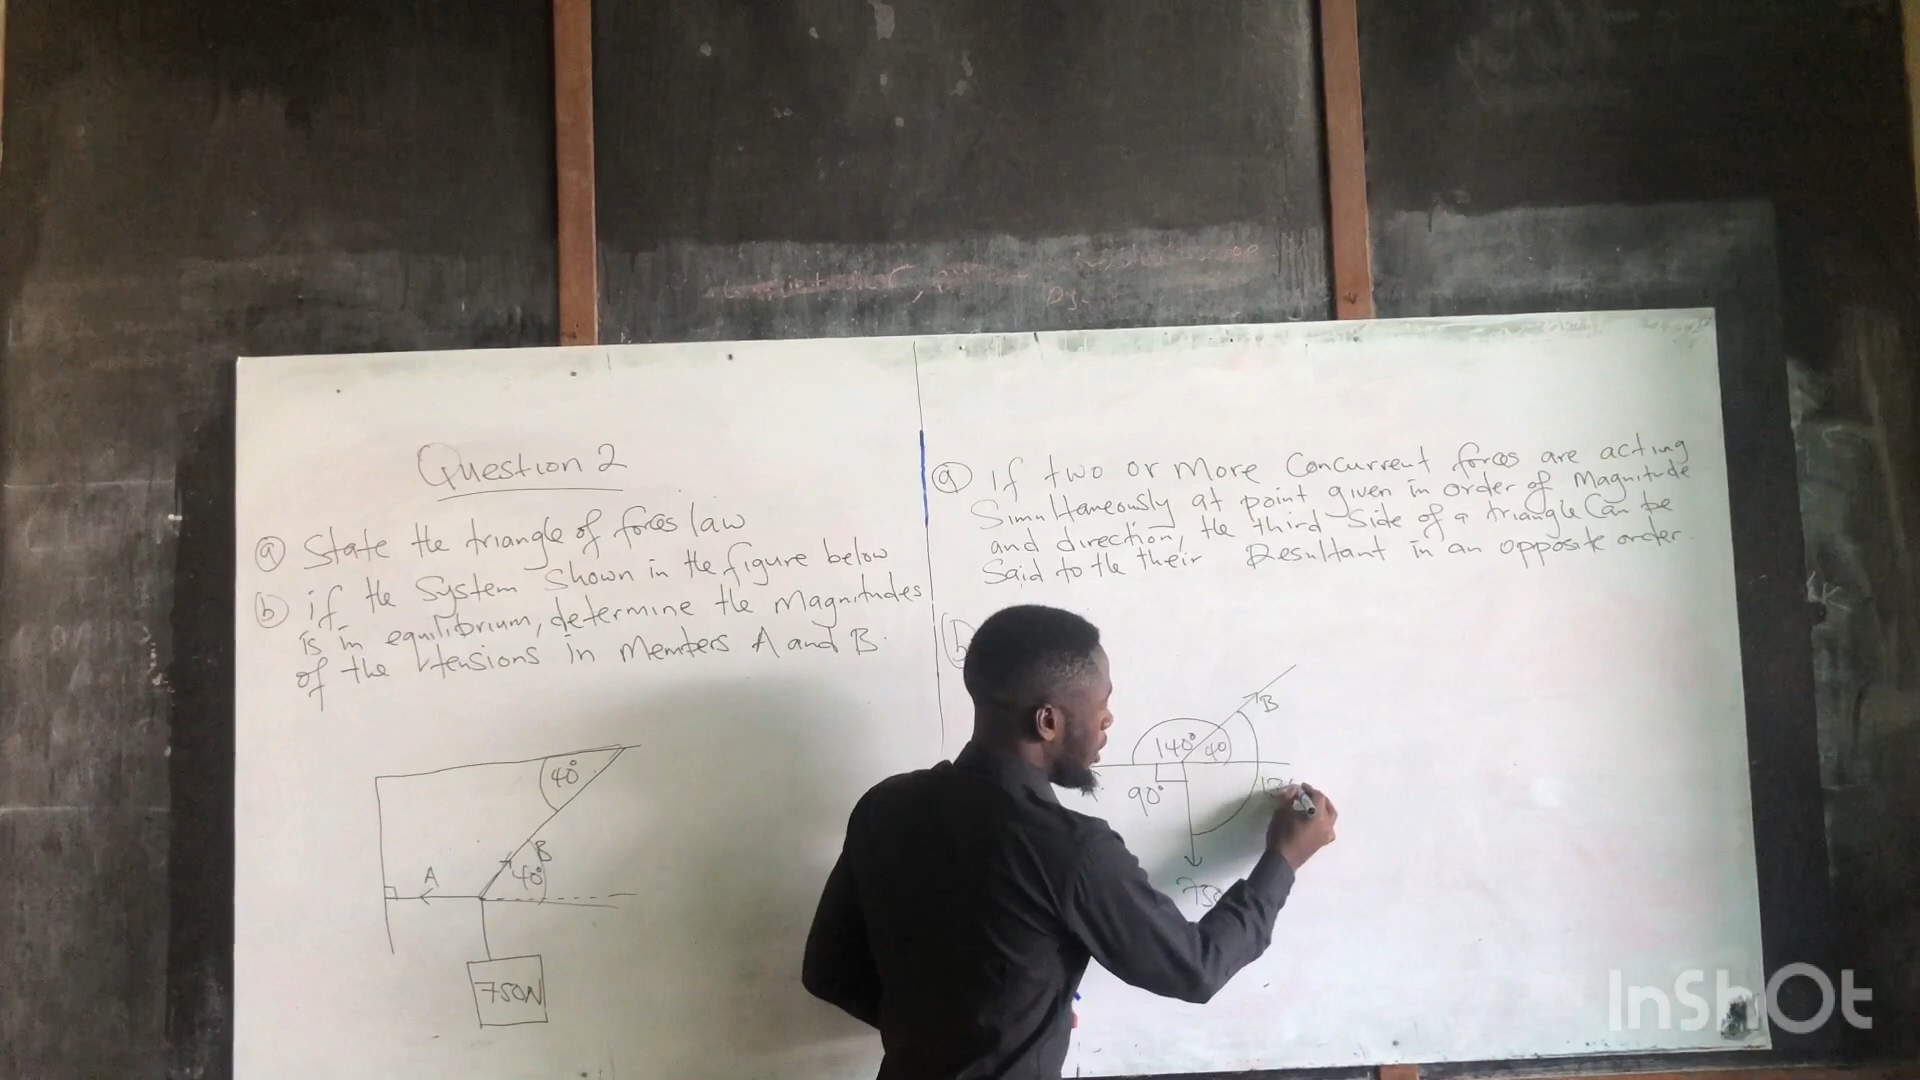 Question 2
(a) State the triangle of forces law
(b) if the system shown in the figure below
is in equilibrium, determine the magnitudes
of the tensions in members A and B.
40°
A
B
40°
750N
(a) If two or more concurrent forces are acting
Simultaneously at point given in order of magnitude
and direction, the third side of a triangle can be
said to the their Resultant in an opposite order.
(b
B
140°
40
90°
InShOt